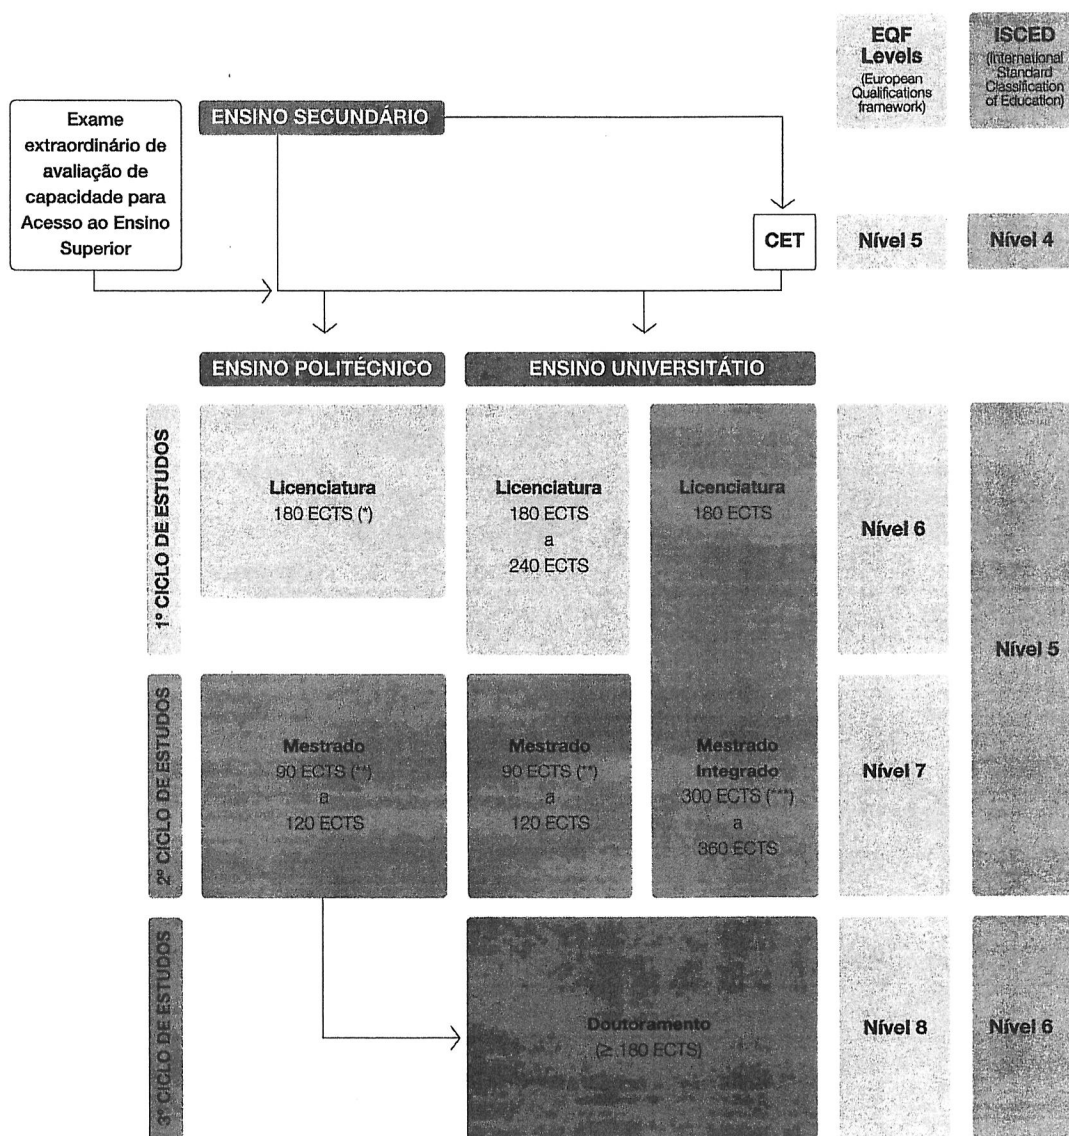 EQF
Levels
(European
Qualifications
framework)
ISCED
(International
Standard
Classification
of Education)
Exame
extraordinário de
avaliação de
capacidade para
Acesso ao Ensino
Superior
ENSINO SECUNDÁRIO
CET
Nível 5
Nível 4
ENSINO POLITÉCNICO
ENSINO UNIVERSITÁTIO
1º CICLO DE ESTUDOS
Licenciatura
180 ECTS (*)
Licenciatura
180 ECTS
a
240 ECTS
Licenciatura
180 ECTS
Nível 6
Nível 5
2º CICLO DE ESTUDOS
Mestrado
90 ECTS (**)
a
120 ECTS
Mestrado
90 ECTS (**)
a
120 ECTS
Mestrado
Integrado
300 ECTS (***)
a
360 ECTS
Nível 7
3º CICLO DE ESTUDOS
Doutoramento
(≥ 180 ECTS)
Nível 8
Nível 6